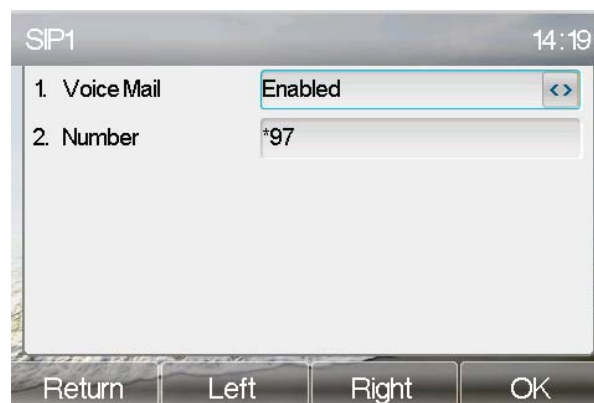 SIP1 14:19
1. Voice Mail Enabled <>
2. Number *97
Return Left Right OK